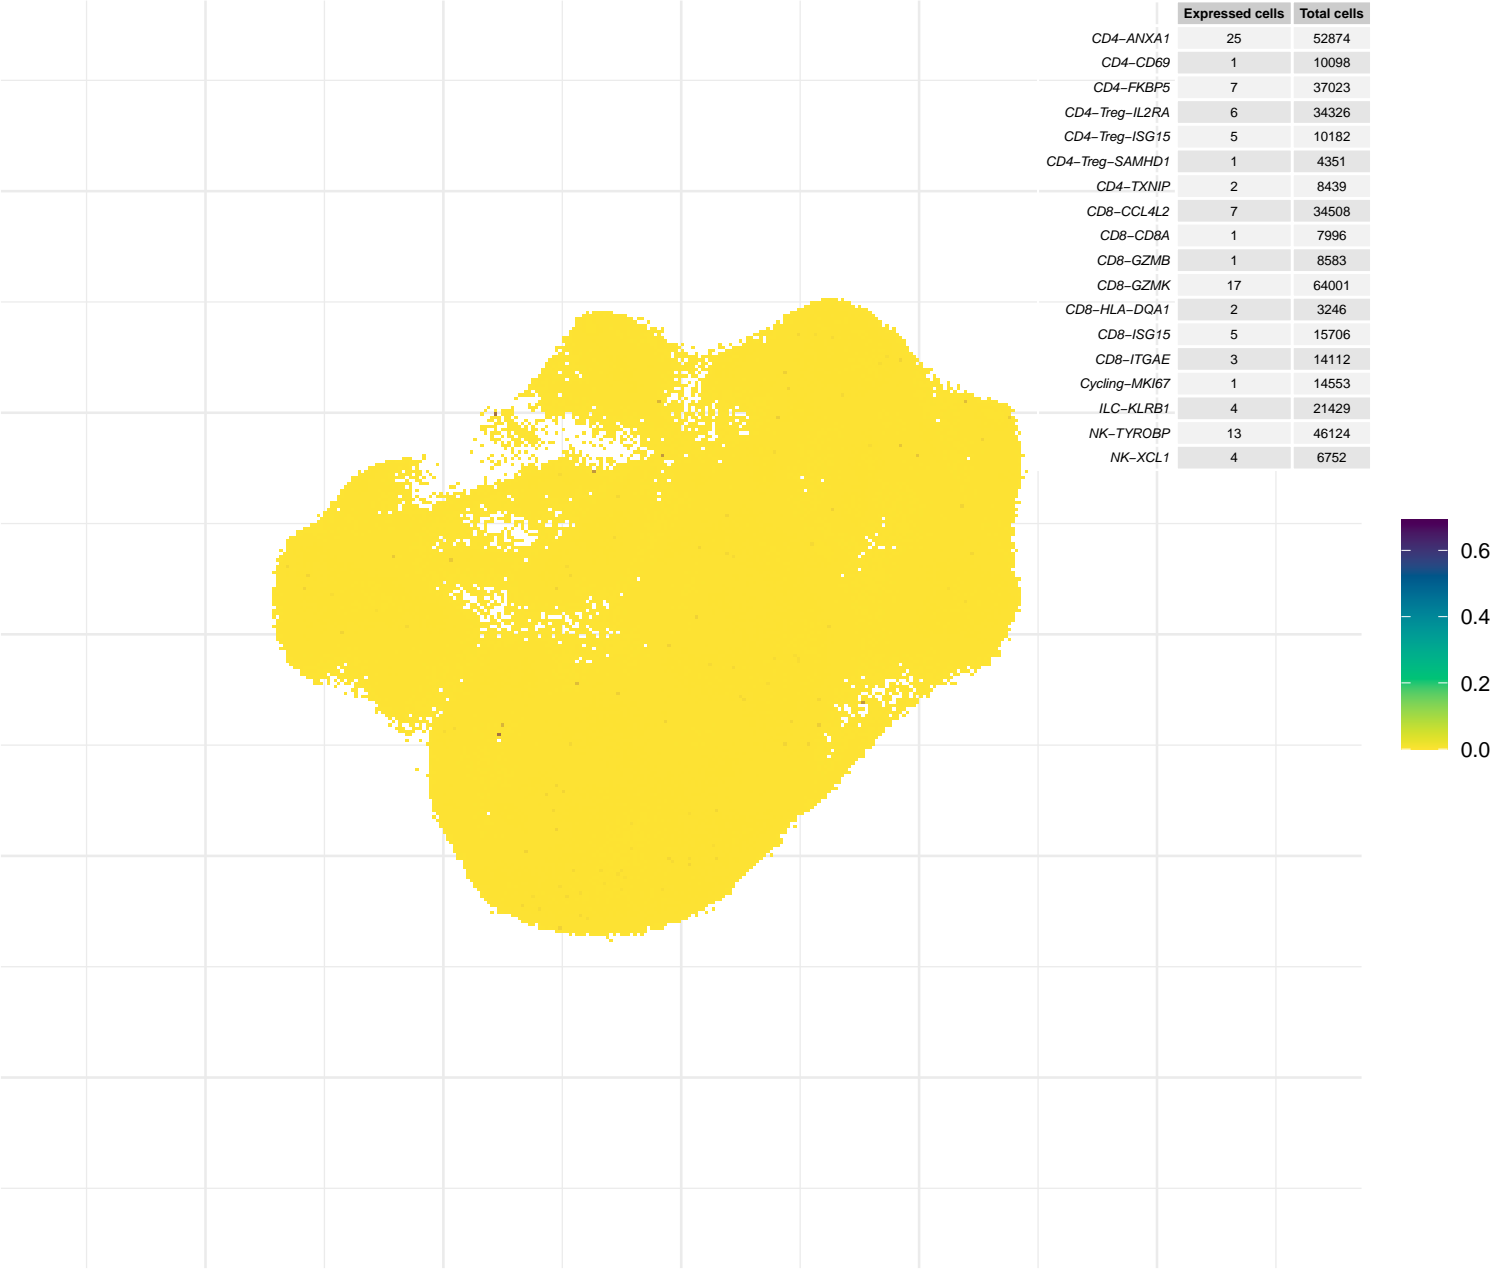 Expressed cells Total cells
CD4−ANXA1 25 52874
CD4−CD69 1 10098
CD4−FKBP5 7 37023
CD4−Treg−IL2RA 6 34326
CD4−Treg−ISG15 5 10182
CD4−Treg−SAMHD1 1 4351
CD4−TXNIP 2 8439
CD8−CCL4L2 7 34508
CD8−CD8A 1 7996
CD8−GZMB 1 8583
CD8−GZMK 17 64001
CD8−HLA−DQA1 2 3246
CD8−ISG15 5 15706
CD8−ITGAE 3 14112
Cycling−MKI67 1 14553
ILC−KLRB1 4 21429
NK−TYROBP 13 46124
NK−XCL1 4 6752
0.6
0.4
0.2
0.0